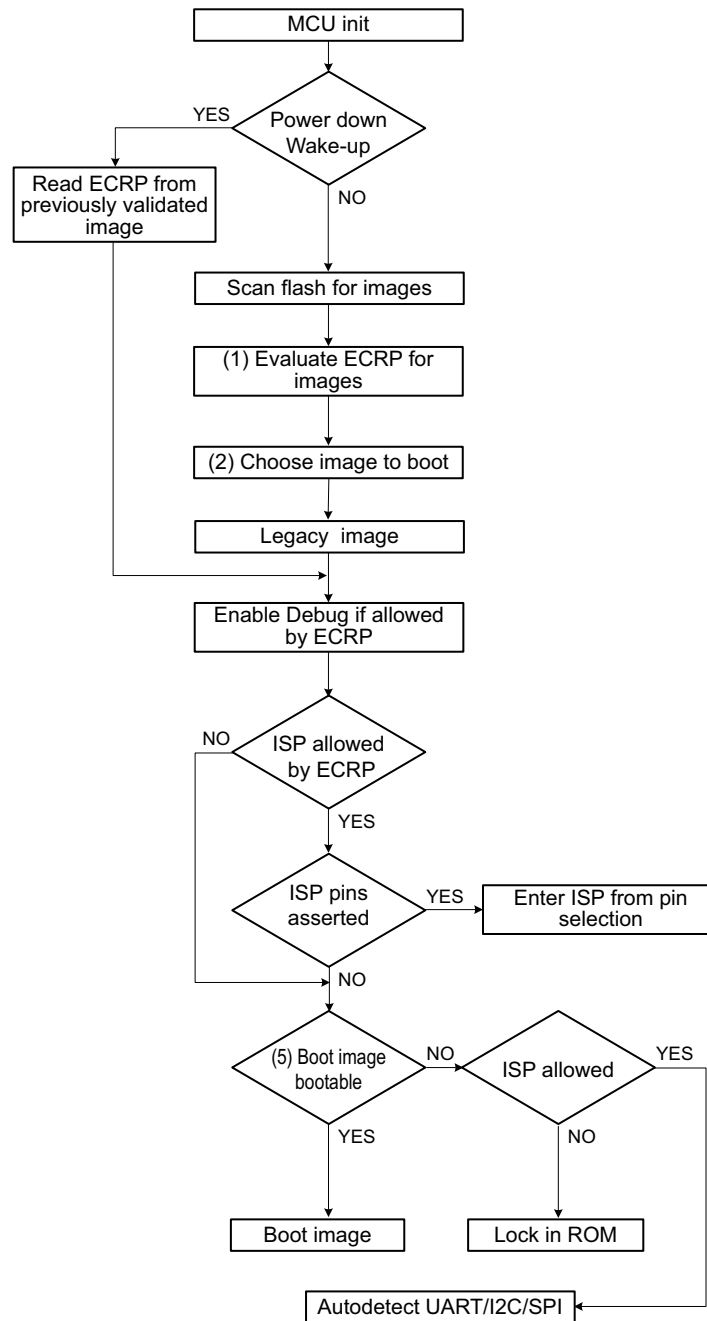 MCU init
YES
Power down
Wake-up
Read ECRP from
previously validated
image
NO
Scan flash for images
(1) Evaluate ECRP for
images
(2) Choose image to boot
Legacy image
Enable Debug if allowed
by ECRP
NO
ISP allowed
by ECRP
YES
ISP pins
asserted
YES
Enter ISP from pin
selection
NO
(5) Boot image
bootable
NO
ISP allowed
YES
YES
NO
Boot image
Lock in ROM
Autodetect UART/I2C/SPI